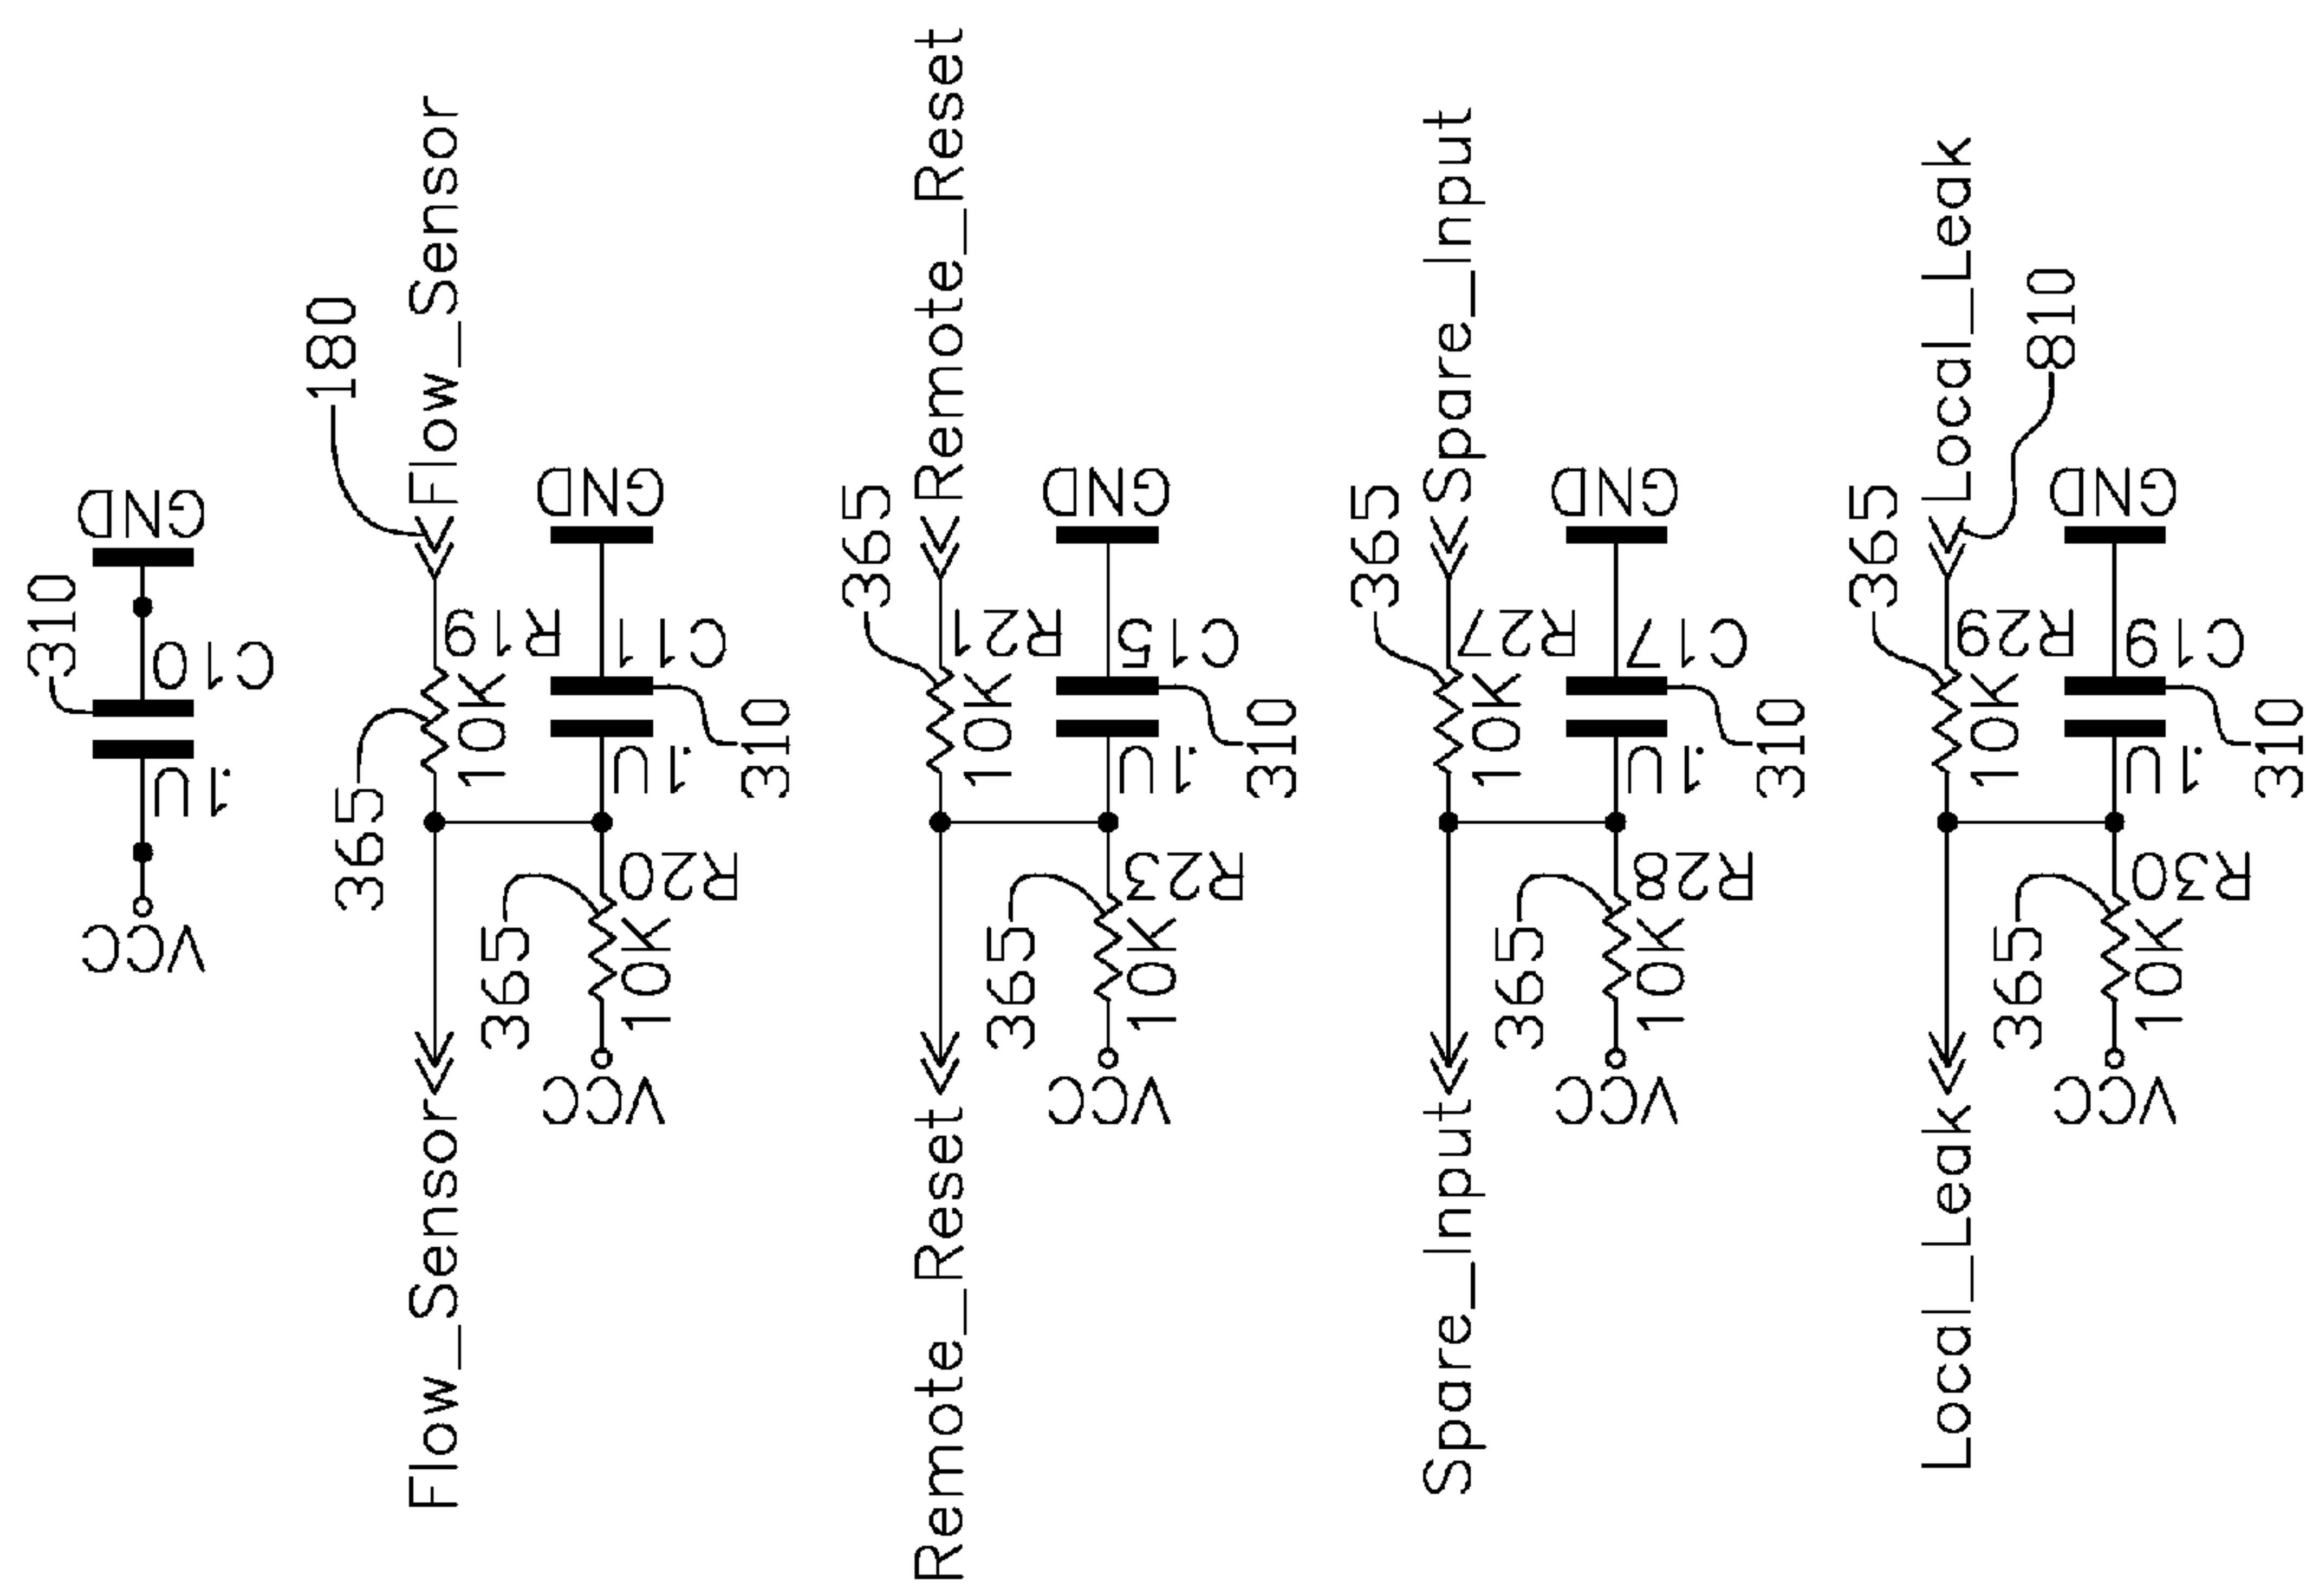 310
VCC
.1U
C10
GND
180
Flow_Sensor
Flow_Sensor
365
10K
R19
365
10K
R20
VCC
.1U
C11
GND
310
Remote_Reset
Remote_Reset
365
10K
R21
365
10K
R23
VCC
.1U
C15
GND
310
Spare_Input
Spare_Input
365
10K
R27
365
10K
R28
VCC
.1U
C17
GND
310
Local_Leak
Local_Leak
810
365
10K
R29
365
10K
R30
VCC
.1U
C19
GND
310